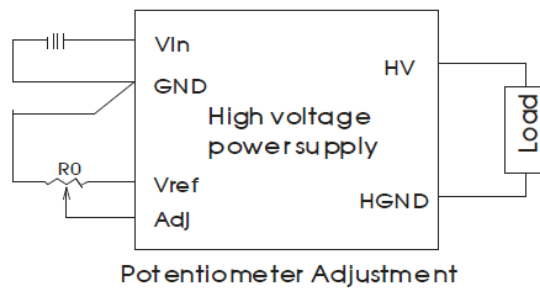 VIn
GND
HV
High voltage
power supply
Load
R0
Vref
Adj
HGND
Potentiometer Adjustment